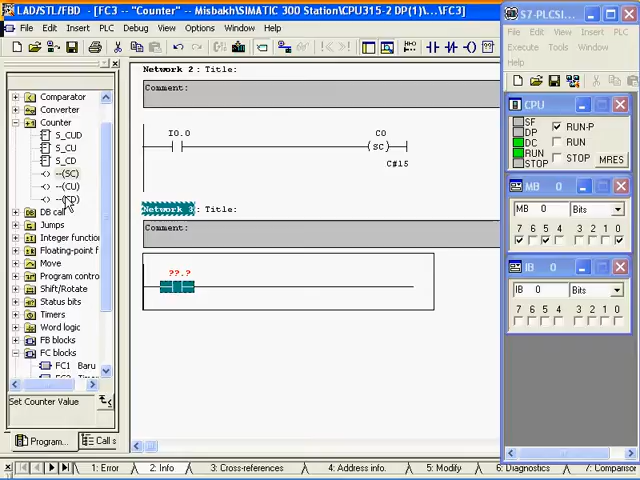 LAD/STL/FBD - [FC3 -- "Counter" -- Misbakh\SIMATIC 300 Station\CPU315-2 DP(1)\...\FC3]
File Edit Insert PLC Debug View Options Window
Comparator
Converter
Counter
S_CUD
S_CU
S_CD
--(SC)
--(CU)
DB call
Jumps
Integer function
Floating-point f
Move
Program contro
Shift/Rotate
Status bits
Timers
Word logic
FB blocks
FC blocks
FC1 Baru
Set Counter Value
Program...
Call s
Network 2 : Title:
Comment:
I0.0
C0
SC
C#15
Network 3 : Title:
Comment:
??.?
S7-PLCSIM...
File Edit View Insert PLC
Execute Tools Window
CPU
SF
DP
DC
RUN
STOP
RUN-P
RUN
STOP
MRES
MB 0
MB 0 Bits
7 6 5 4 3 2 1 0
IB 0
IB 0 Bits
7 6 5 4 3 2 1 0
1: Error 2: Info 3: Cross-references 4: Address info. 5: Modify 6: Diagnostics 7: Comparison